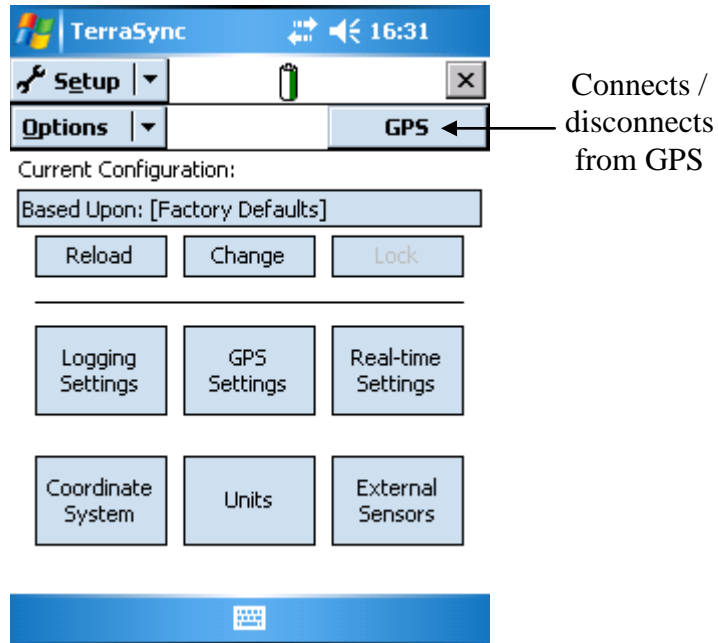 TerraSync 16:31
Setup
Options GPS
Current Configuration:
Based Upon: [Factory Defaults]
Reload Change Lock
Logging Settings
GPS Settings
Real-time Settings
Coordinate System
Units
External Sensors
Connects /
disconnects
from GPS